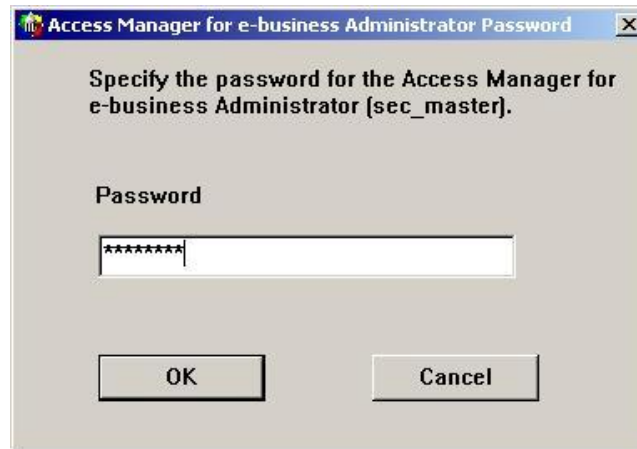 Access Manager for e-business Administrator Password
Specify the password for the Access Manager for
e-business Administrator (sec_master).
Password
********
OK
Cancel